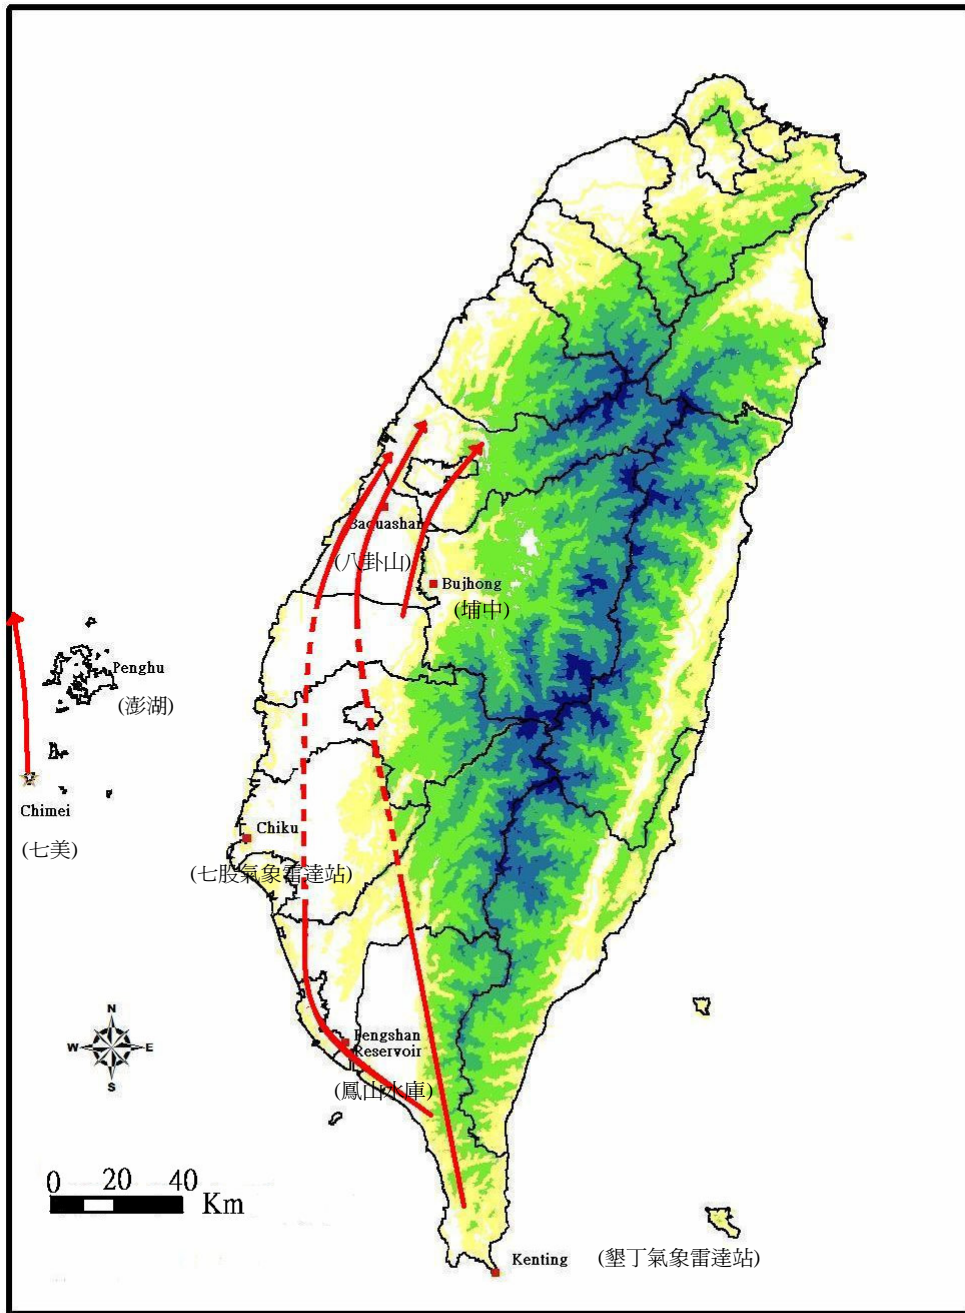 Baguashan
(八卦山)
Bujhong
(埔中)
Penghu
(澎湖)
Chimei
(七美)
Chiku
(七股氣象雷達站)
N
W
E
S
Fengshan
Reservoir
(鳳山水庫)
0 20 40
Km
Kenting
(墾丁氣象雷達站)